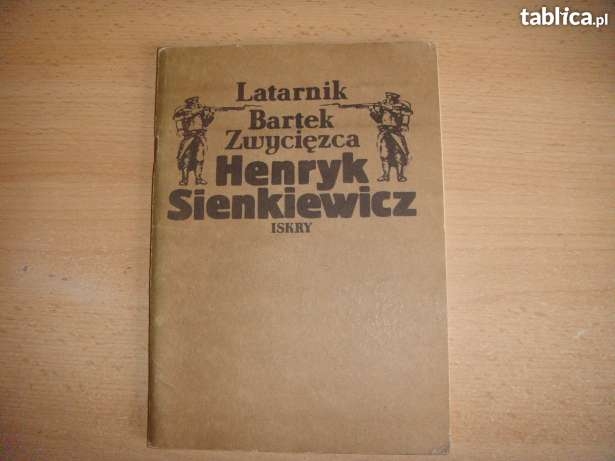 tablica.pl
Latarnik
Bartek
Zwycięzca
Henryk
Sienkiewicz
ISKRY